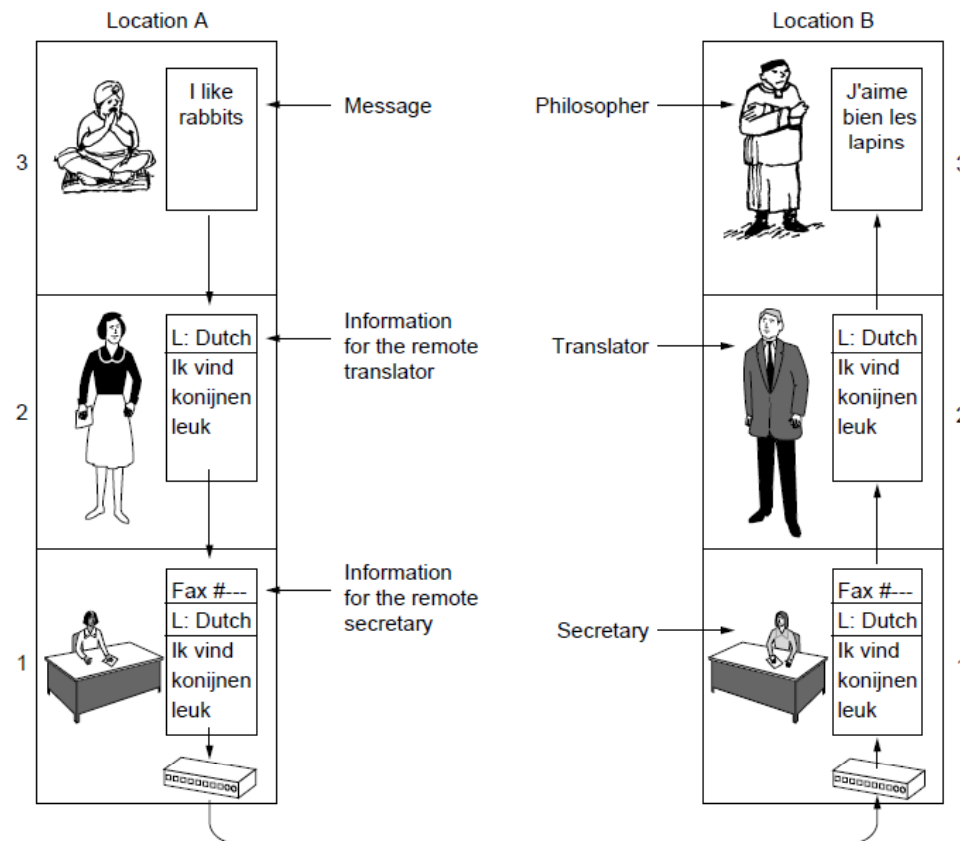 Location A
Location B
3
I like
rabbits
Message
Philosopher
J'aime
bien les
lapins
3
2
L: Dutch
Ik vind
konijnen
leuk
Information
for the remote
translator
Translator
L: Dutch
Ik vind
konijnen
leuk
2
1
Fax #---
L: Dutch
Ik vind
konijnen
leuk
Information
for the remote
secretary
Secretary
Fax #---
L: Dutch
Ik vind
konijnen
leuk